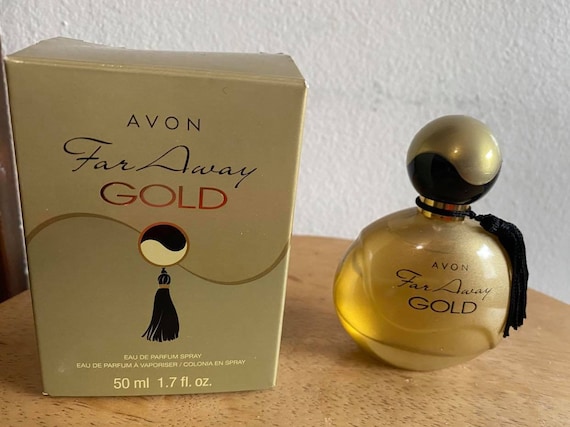 AVON
Far Away
GOLD
EAU DE PARFUM SPRAY
EAU DE PARFUM À VAPORISER / COLONIA EN SPRAY
50 ml 1.7 fl. oz.
AVON
Far Away
GOLD